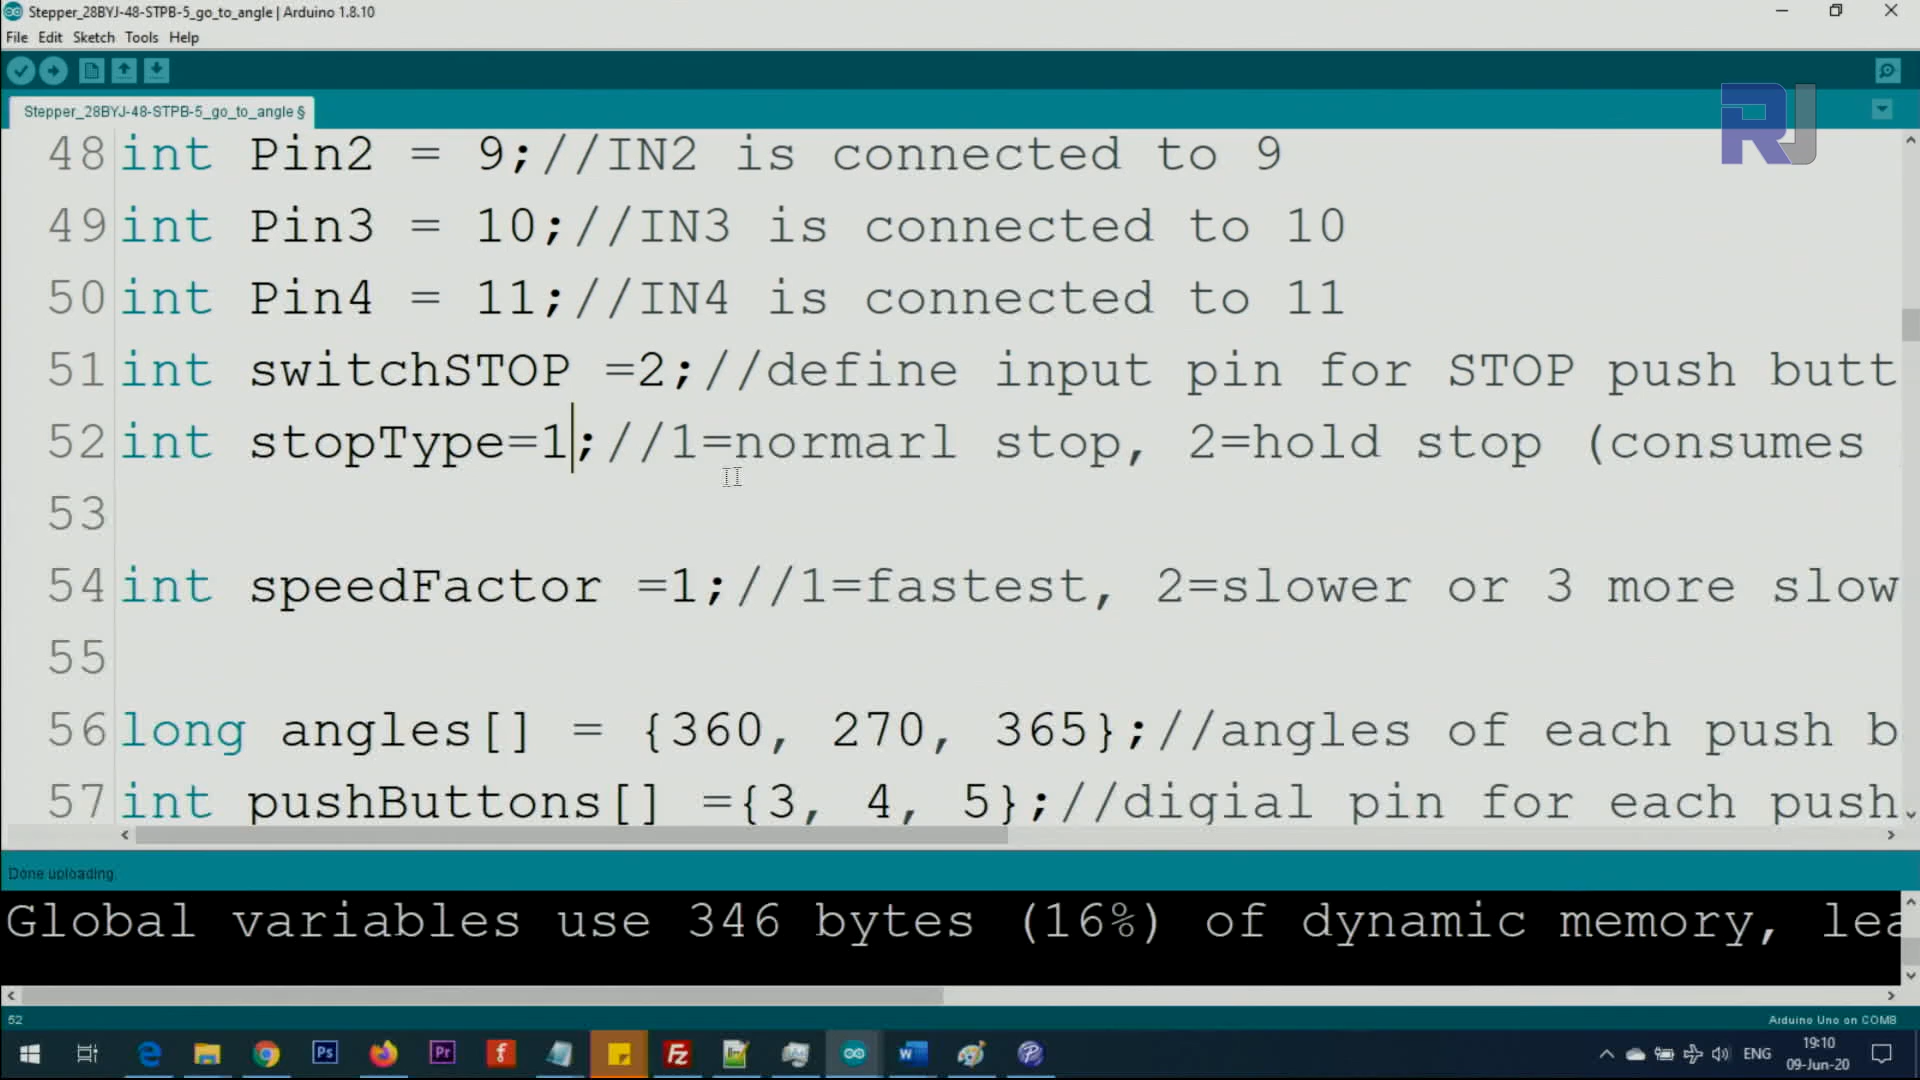 Stepper_28BYJ-48-STPB-5_go_to_angle | Arduino 1.8.10
File Edit Sketch Tools Help
Stepper_28BYJ-48-STPB-5_go_to_angle §
RJ
48 int Pin2 = 9;//IN2 is connected to 9
49 int Pin3 = 10;//IN3 is connected to 10
50 int Pin4 = 11;//IN4 is connected to 11
51 int switchSTOP =2;//define input pin for STOP push butt
52 int stopType=1;//1=normarl stop, 2=hold stop (consumes
53
54 int speedFactor =1;//1=fastest, 2=slower or 3 more slow
55
56 long angles[] = {360, 270, 365};//angles of each push b
57 int pushButtons[] ={3, 4, 5};//digial pin for each push
Done uploading.
Global variables use 346 bytes (16%) of dynamic memory, lea
52
Arduino Uno on COM8
Ps Pr f Fz W P ENG
19:10
09-Jun-20